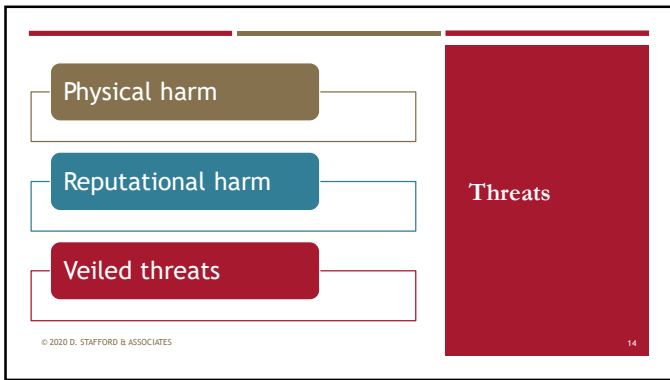 Physical harm
Reputational harm
Veiled threats
Threats
© 2020 D. STAFFORD & ASSOCIATES
14